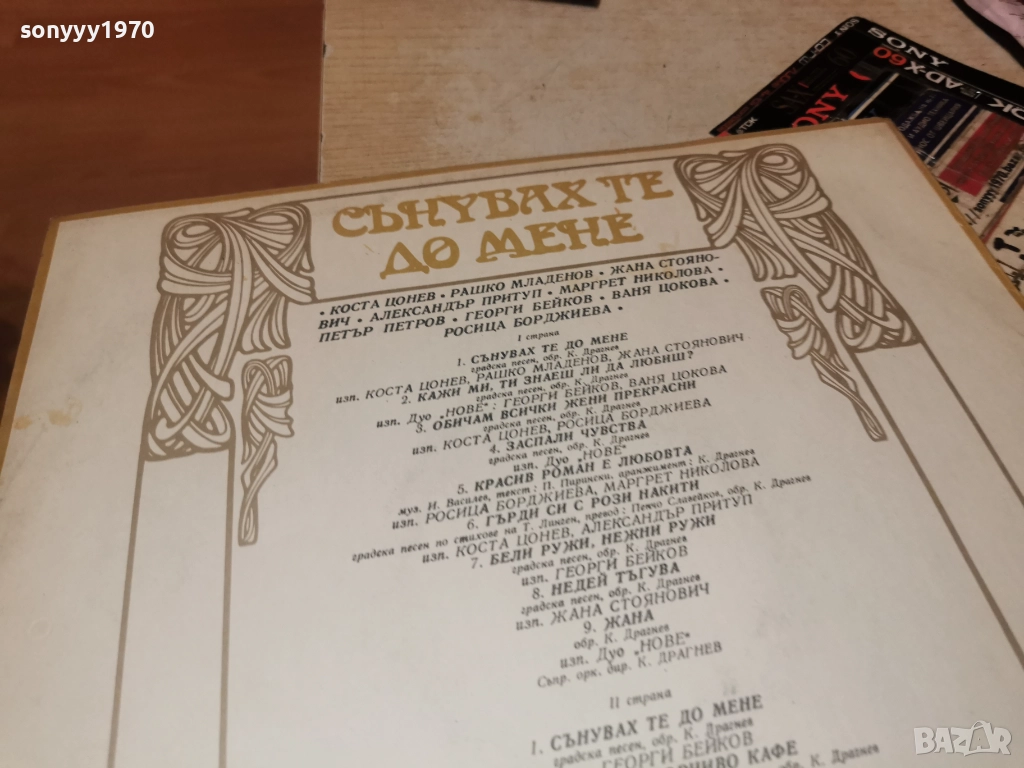 sonyyy1970
TDK ADX60
SONY
SONY
СЪНУВАХ ТЕ
ДО МЕНЕ
• КОСТА ЦОНЕВ • РАШКО МЛАДЕНОВ • ЖАНА СТОЯНО-
ВИЧ • АЛЕКСАНДЪР ПРИТУП • МАРГРЕТ НИКОЛОВА •
ПЕТЪР ПЕТРОВ • ГЕОРГИ БЕЙКОВ • ВАНЯ ЦОКОВА •
РОСИЦА БОРДЖИЕВА •
I страна
1. СЪНУВАХ ТЕ ДО МЕНЕ
градска песен, обр. К. Драгнев
изп. КОСТА ЦОНЕВ, РАШКО МЛАДЕНОВ, ЖАНА СТОЯНОВИЧ
2. КАЖИ МИ, ТИ ЗНАЕШ ЛИ ДА ЛЮБИШ?
градска песен, обр. К. Драгнев
изп. Дуо „НОВЕ": ГЕОРГИ БЕЙКОВ, ВАНЯ ЦОКОВА
3. ОБИЧАМ ВСИЧКИ ЖЕНИ ПРЕКРАСНИ
градска песен, обр. К. Драгнев
изп. КОСТА ЦОНЕВ, РОСИЦА БОРДЖИЕВА
4. ЗАСПАЛИ ЧУВСТВА
градска песен, обр. К. Драгнев
изп. Дуо „НОВЕ"
5. КРАСИВ РОМАН Е ЛЮБОВТА
муз. И. Василев, текст: П. Пирински, аранжимент: К. Драгнев
изп. РОСИЦА БОРДЖИЕВА, МАРГРЕТ НИКОЛОВА
6. ГЪРДИ СИ С РОЗИ НАКИТИ
градска песен по стихове на Т. Линген, превод: Пенчо Славейков, обр. К. Драгнев
изп. КОСТА ЦОНЕВ, АЛЕКСАНДЪР ПРИТУП
7. БЕЛИ РУЖИ, НЕЖНИ РУЖИ
градска песен, обр. К. Драгнев
изп. ГЕОРГИ БЕЙКОВ
8. НЕДЕЙ ТЪГУВА
градска песен, обр. К. Драгнев
изп. ЖАНА СТОЯНОВИЧ
9. ЖАНА
обр. К. Драгнев
изп. Дуо „НОВЕ"
Съпр. орк. дир. К. ДРАГНЕВ
II страна
1. СЪНУВАХ ТЕ ДО МЕНЕ
градска песен, обр. К. Драгнев
ГЕОРГИ БЕЙКОВ
КАФЕ
обр. К. Драгнев
BAZAR